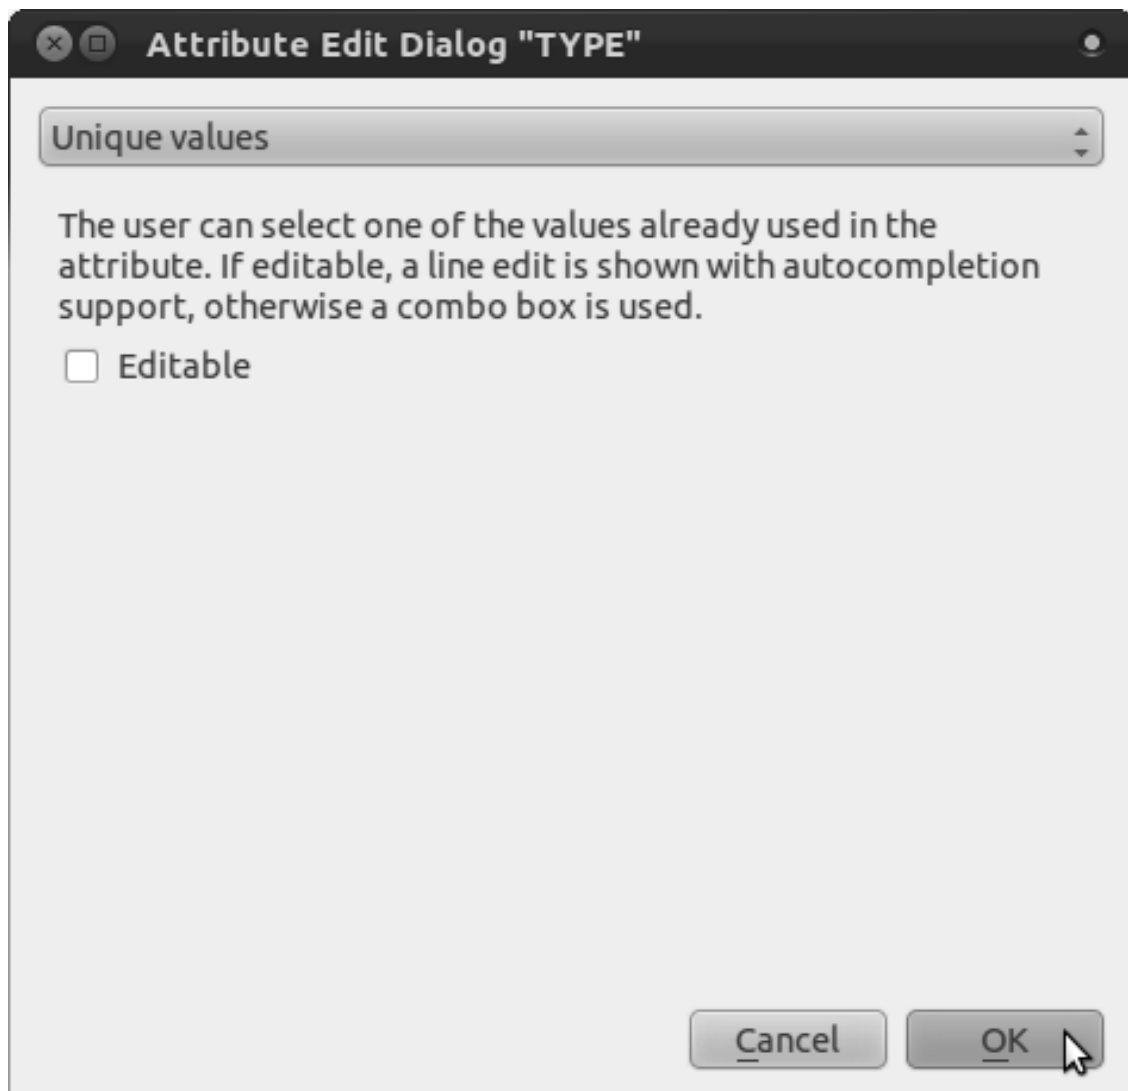 Attribute Edit Dialog "TYPE"
Unique values
The user can select one of the values already used in the
attribute. If editable, a line edit is shown with autocompletion
support, otherwise a combo box is used.
Editable
Cancel
OK